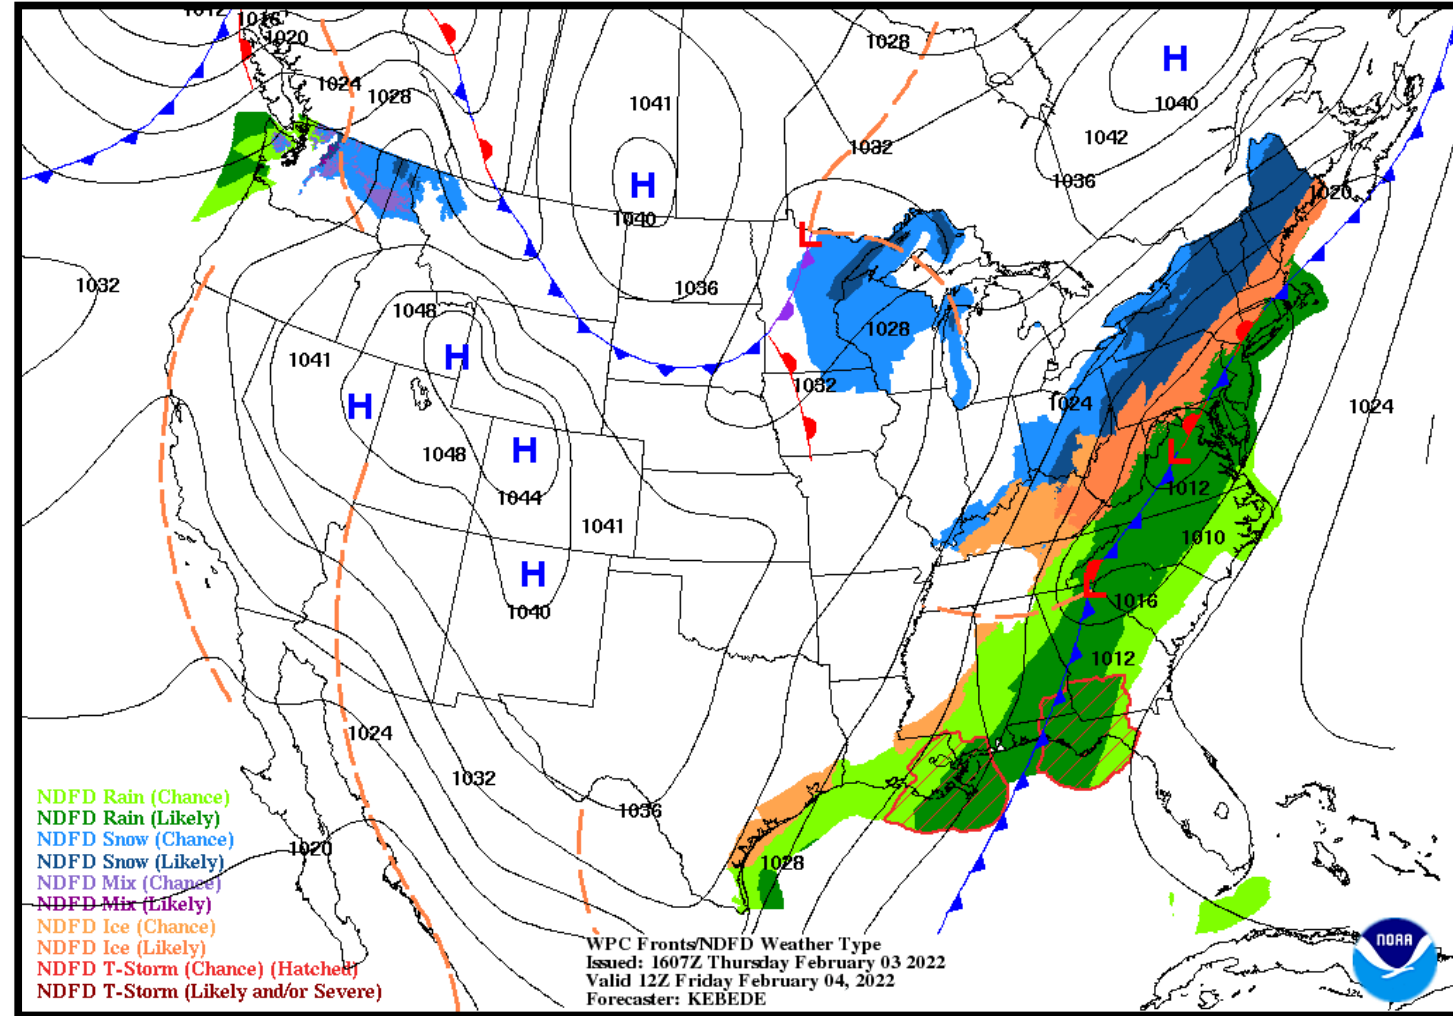 1012
1016
1020
1028
H
1024
1028
1041
1040
1042
1032
H
1036
1020
1040
L
1032
1036
1048
1028
1041
H
1032
H
1024
1024
H
1048
L
1044
1012
1041
1010
H
L
1016
1040
1012
1024
1032
1036
1020
1028
NDFD Rain (Chance)
NDFD Rain (Likely)
NDFD Snow (Chance)
NDFD Snow (Likely)
NDFD Mix (Chance)
NDFD Mix (Likely)
NDFD Ice (Chance)
NDFD Ice (Likely)
NDFD T-Storm (Chance) (Hatched)
NDFD T-Storm (Likely and/or Severe)
WPC Fronts/NDFD Weather Type
Issued: 1607Z Thursday February 03 2022
Valid 12Z Friday February 04, 2022
Forecaster: KEBEDE
NOAA